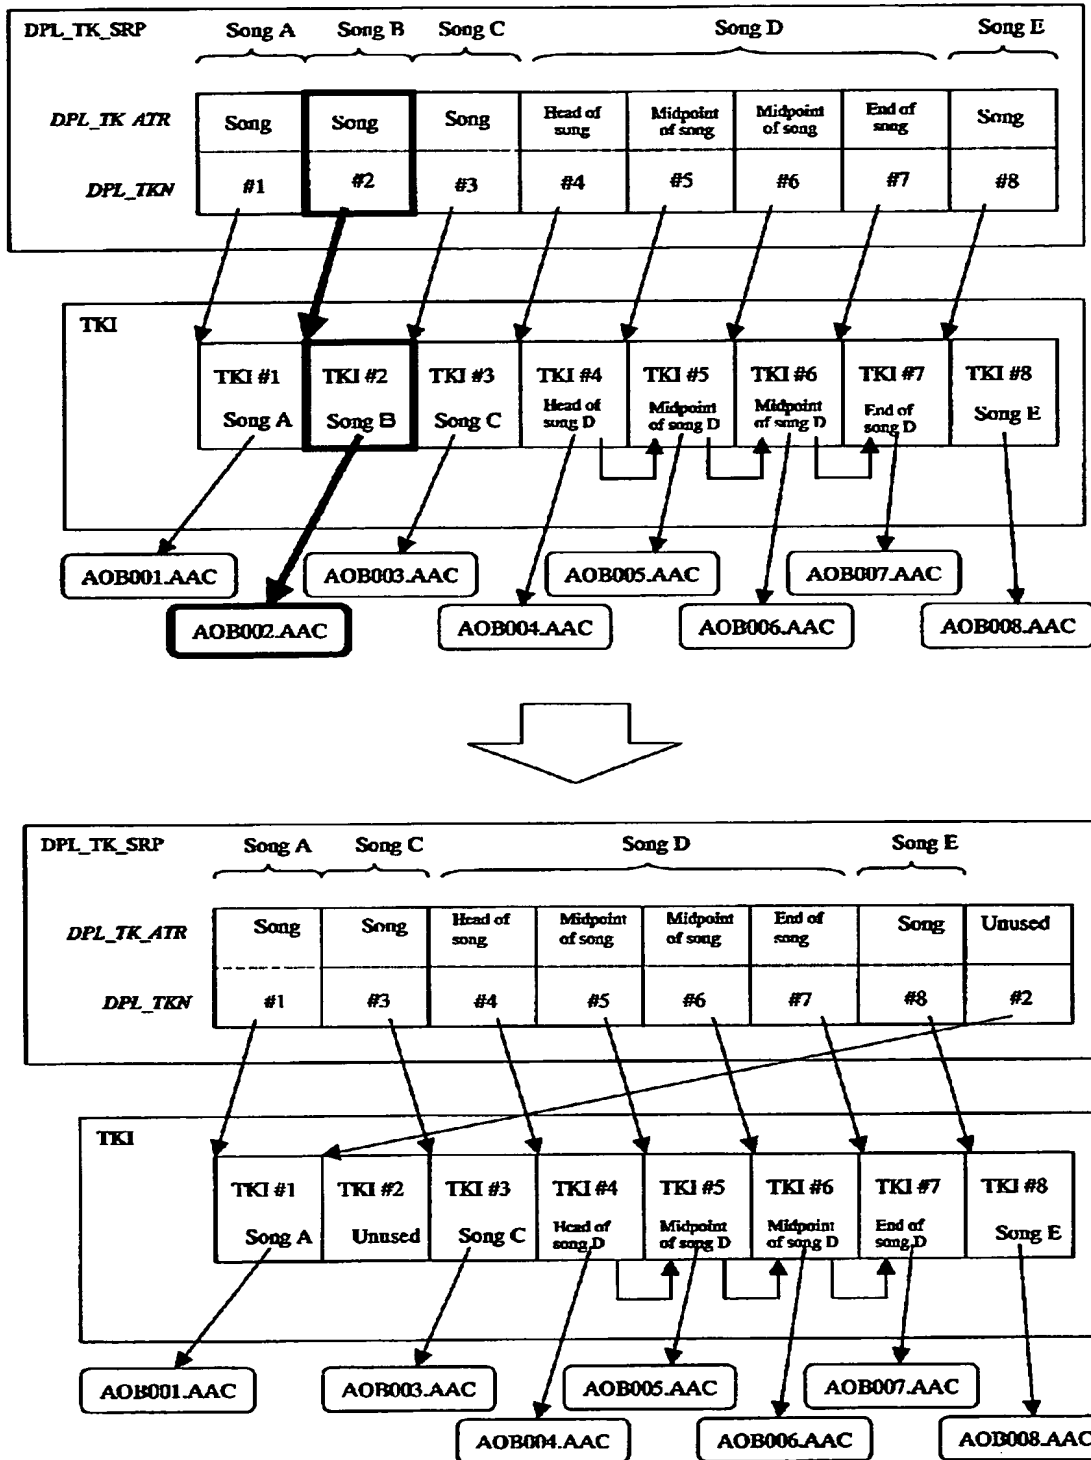 DPL_TK_SRP Song A Song B Song C Song D Song E
DPL_TK ATR Song Song Song Head of song Midpoint of song Midpoint of song End of song Song
DPL_TKN #1 #2 #3 #4 #5 #6 #7 #8
TKI
TKI #1 TKI #2 TKI #3 TKI #4 TKI #5 TKI #6 TKI #7 TKI #8
Song A Song B Song C Head of song D Midpoint of song D Midpoint of song D End of song D Song E
AOB001.AAC AOB003.AAC AOB005.AAC AOB007.AAC
AOB002.AAC AOB004.AAC AOB006.AAC AOB008.AAC
DPL_TK_SRP Song A Song C Song D Song E
DPL_TK_ATR Song Song Head of song Midpoint of song Midpoint of song End of song Song Unused
DPL_TKN #1 #3 #4 #5 #6 #7 #8 #2
TKI
TKI #1 TKI #2 TKI #3 TKI #4 TKI #5 TKI #6 TKI #7 TKI #8
Song A Unused Song C Head of song D Midpoint of song D Midpoint of song D End of song D Song E
AOB001.AAC AOB003.AAC AOB005.AAC AOB007.AAC
AOB004.AAC AOB006.AAC AOB008.AAC